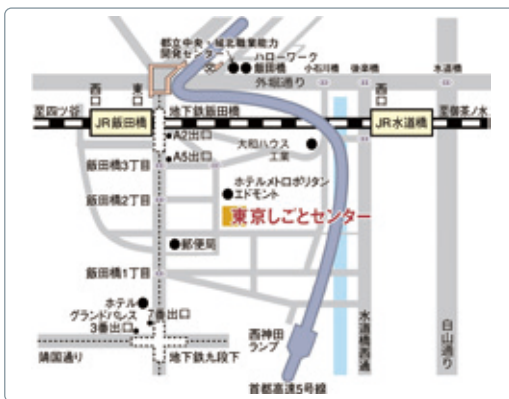 都立中央・城北職業能力
開発センター
ハローワーク
飯田橋
小石川橋
後楽橋
水道橋
外堀通り
西
口
東
口
西
口
至四ツ谷
地下鉄飯田橋
至御茶ノ水
JR飯田橋
JR水道橋
A2出口
大和ハウス
工業
A5出口
飯田橋3丁目
ホテルメトロポリタン
エドモント
飯田橋2丁目
東京しごとセンター
郵便局
飯田橋1丁目
ホテル
グランドパレス
7番出口
3番出口
西神田
ランプ
水道橋西通
白山通り
靖国通り
地下鉄九段下
首都高速5号線